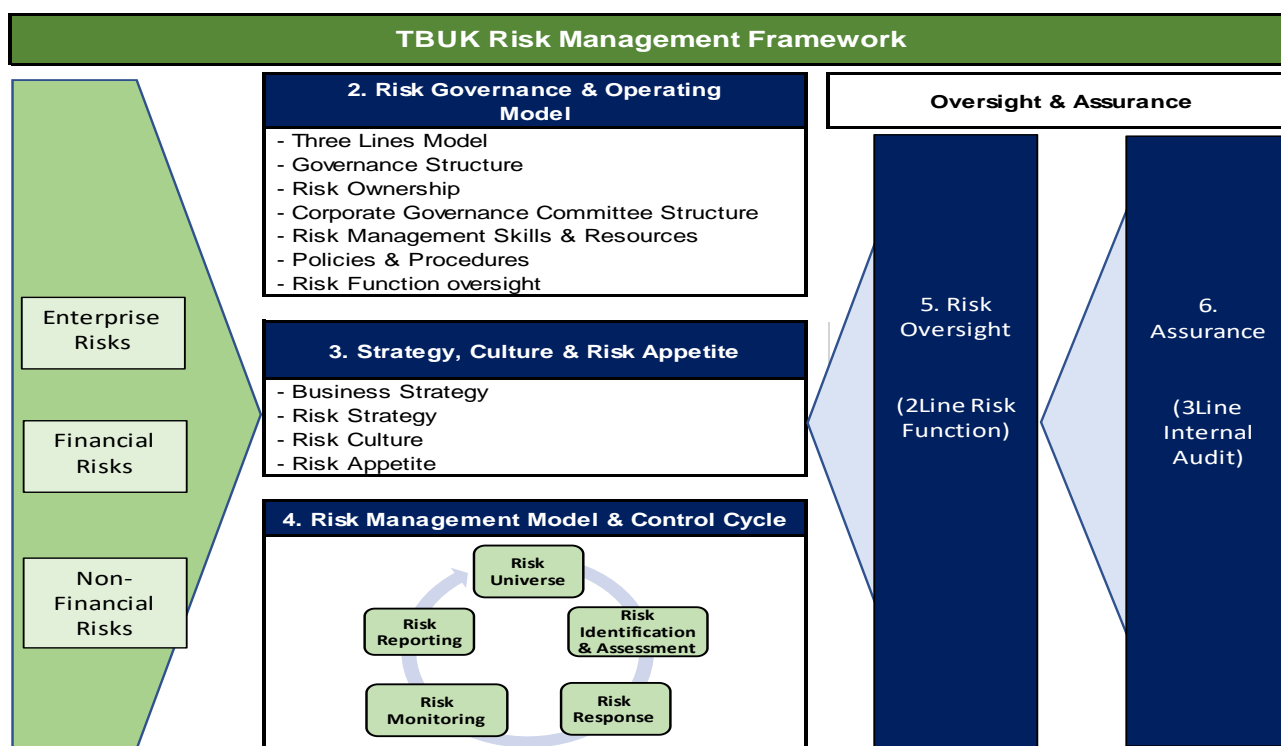 TBUK Risk Management Framework
Enterprise
Risks
Financial
Risks
Non-
Financial
Risks
2. Risk Governance & Operating
Model
- Three Lines Model
- Governance Structure
- Risk Ownership
- Corporate Governance Committee Structure
- Risk Management Skills & Resources
- Policies & Procedures
- Risk Function oversight
3. Strategy, Culture & Risk Appetite
- Business Strategy
- Risk Strategy
- Risk Culture
- Risk Appetite
4. Risk Management Model & Control Cycle
Risk
Universe
Risk
Identification
& Assessment
Risk
Response
Risk
Monitoring
Risk
Reporting
Oversight & Assurance
5. Risk
Oversight
(2Line Risk
Function)
6.
Assurance
(3Line
Internal
Audit)